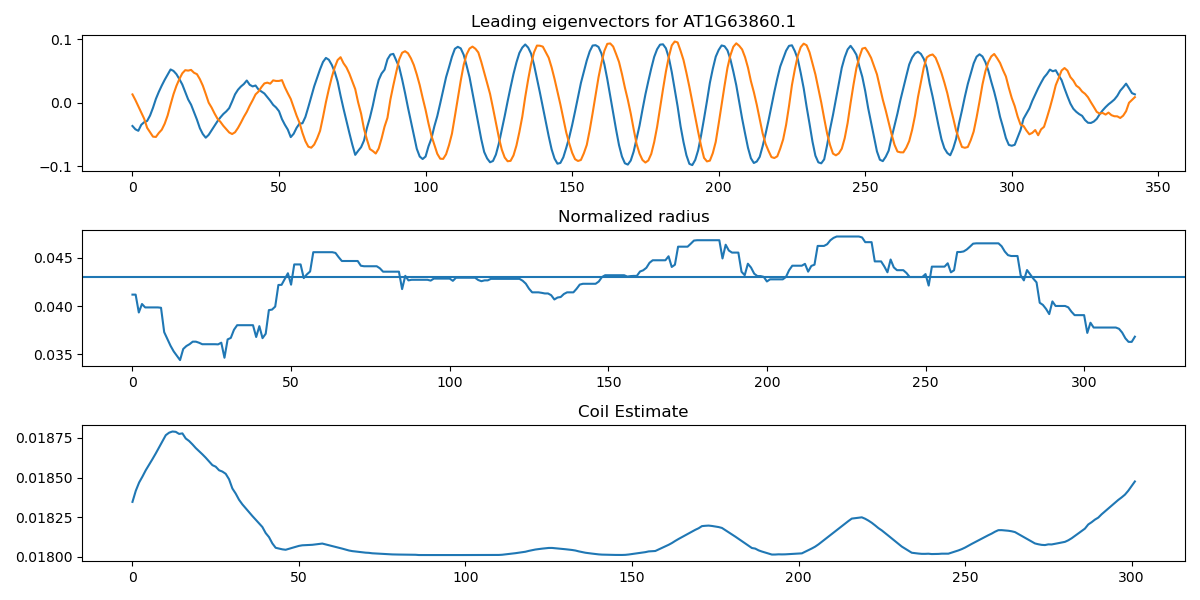 Leading eigenvectors for AT1G63860.1
0.1
0.0
−0.1
0 50 100 150 200 250 300 350
Normalized radius
0.045
0.040
0.035
0 50 100 150 200 250 300
Coil Estimate
0.01875
0.01850
0.01825
0.01800
0 50 100 150 200 250 300